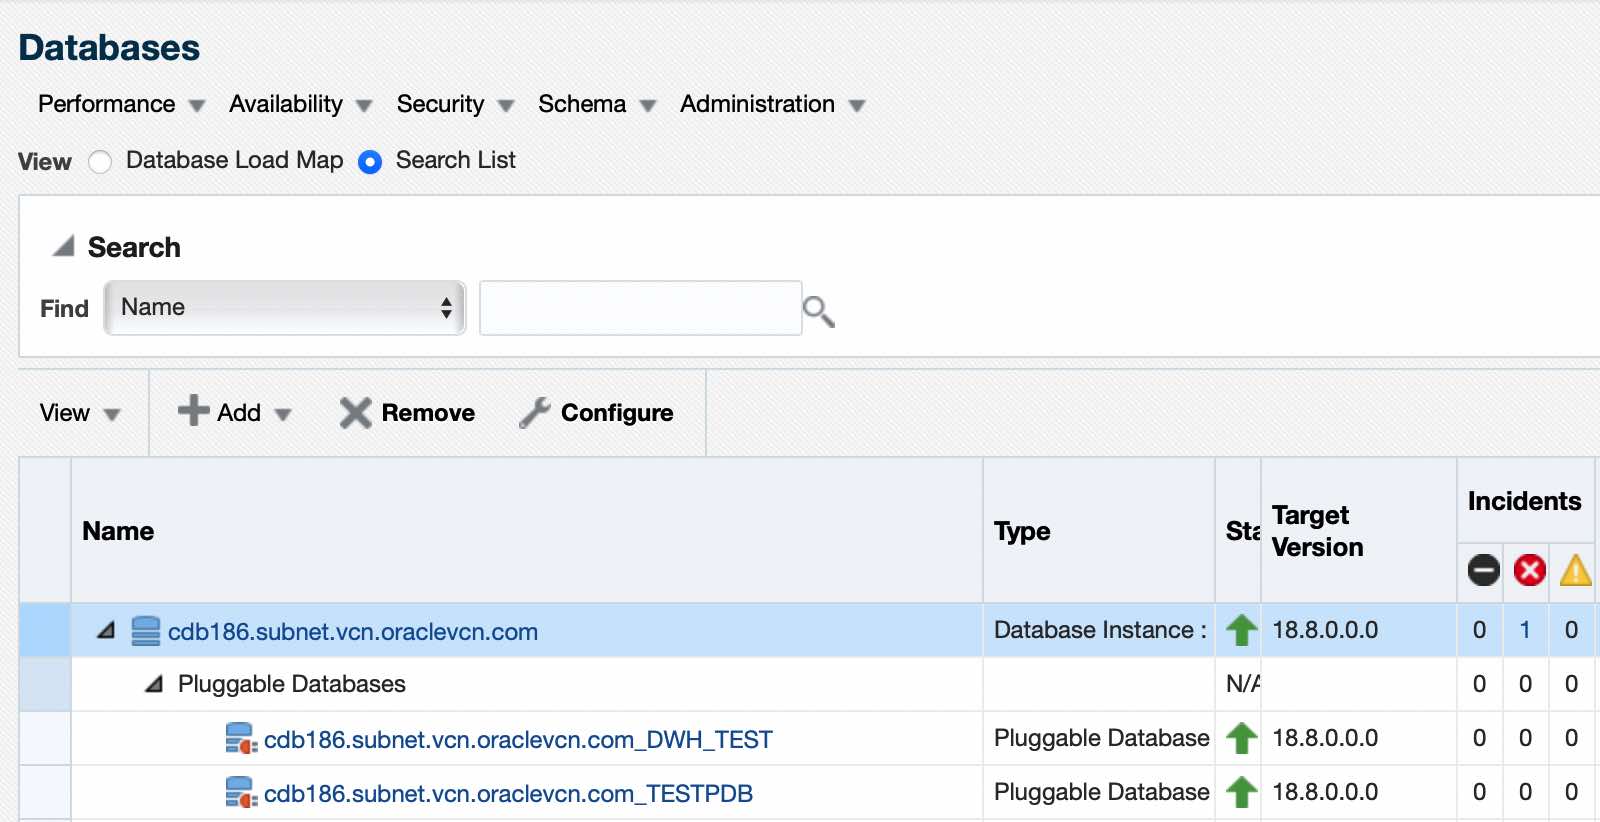 Databases
Performance Availability Security Schema Administration
View Database Load Map Search List
Search
Find Name
View Add Remove Configure
Name Type Sta Target Version Incidents
cdb186.subnet.vcn.oraclevcn.com Database Instance : 18.8.0.0.0 0 1 0
Pluggable Databases N/A 0 0 0
cdb186.subnet.vcn.oraclevcn.com_DWH_TEST Pluggable Database 18.8.0.0.0 0 0 0
cdb186.subnet.vcn.oraclevcn.com_TESTPDB Pluggable Database 18.8.0.0.0 0 0 0